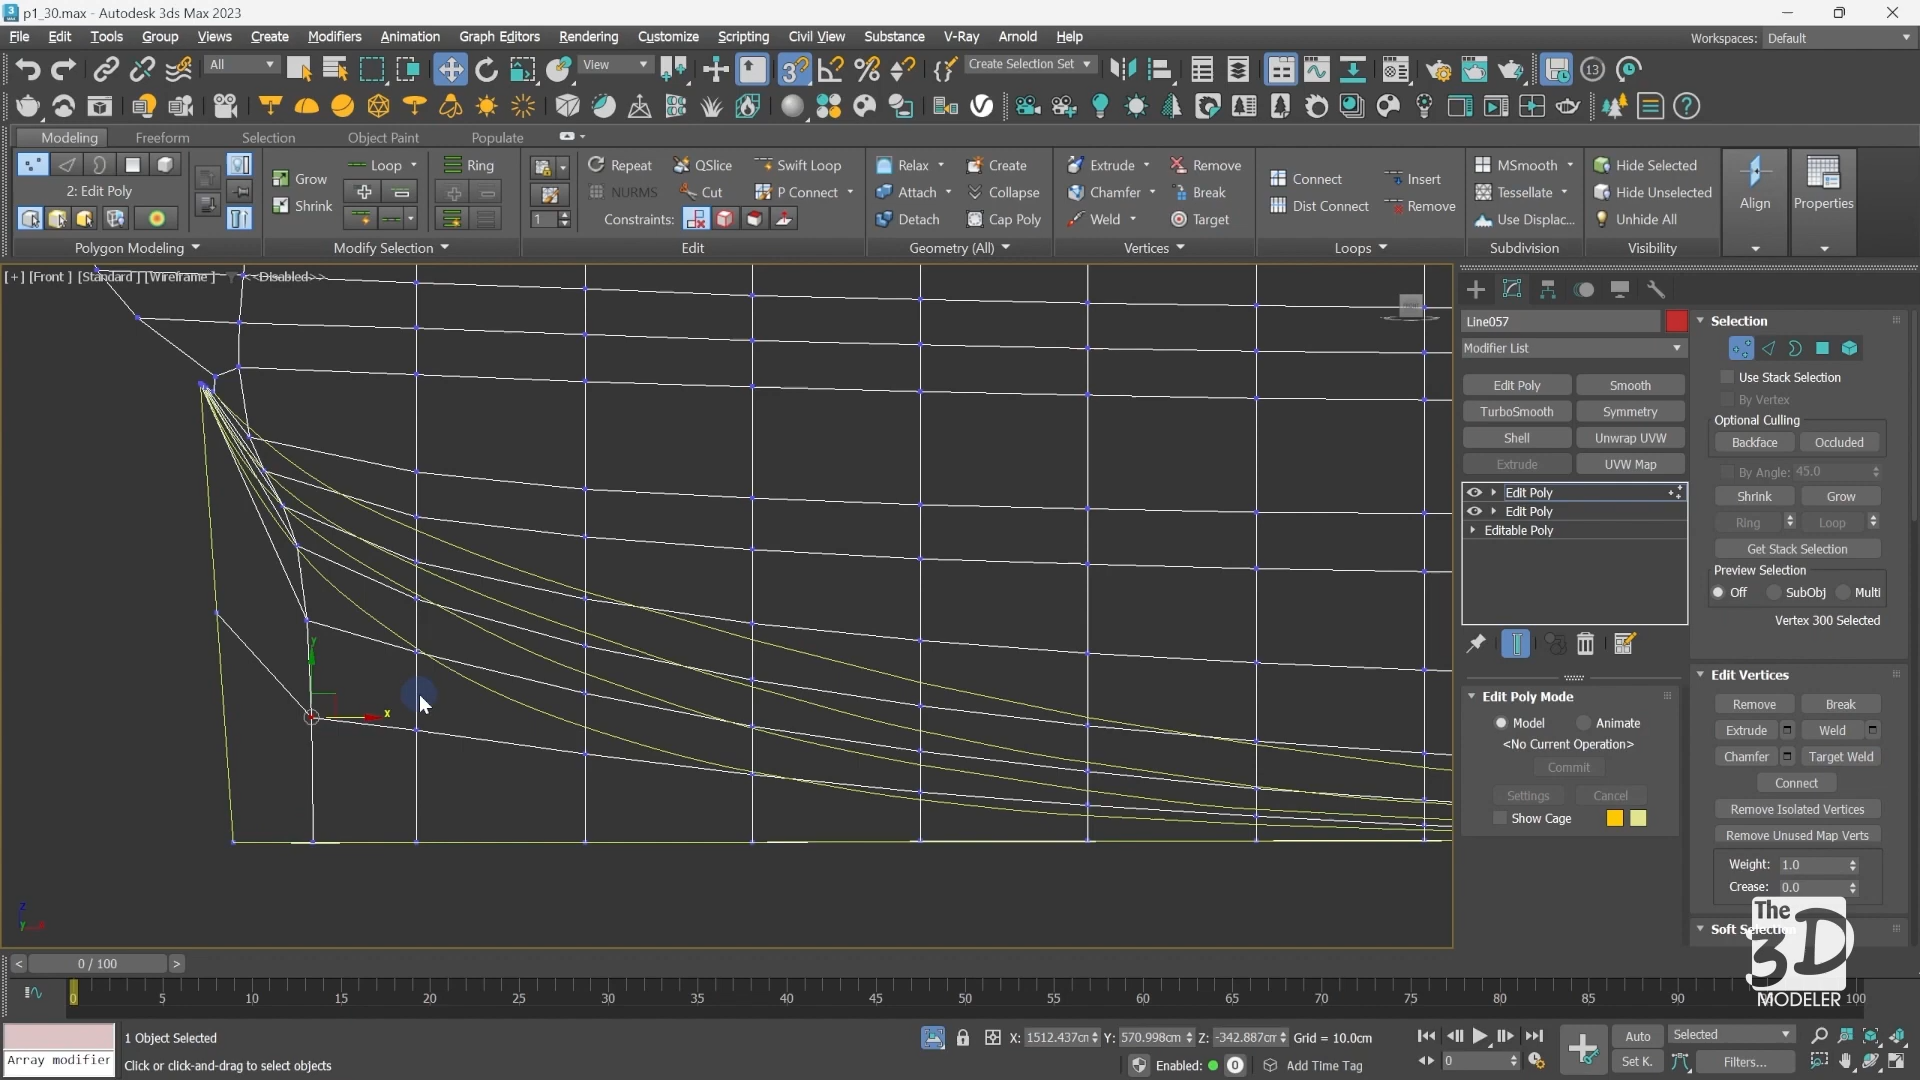 p1_30.max - Autodesk 3ds Max 2023
File Edit Tools Group Views Create Modifiers Animation Graph Editors Rendering Customize Scripting Civil View Substance V-Ray Arnold Help Workspaces: Default
All View Create Selection Set
Modeling Freeform Selection Object Paint Populate
Loop Ring Repeat QSlice Swift Loop Relax Create Extrude Remove MSmooth Hide Selected
2: Edit Poly Grow NURMS Cut P Connect Attach Collapse Chamfer Break Connect Insert Tessellate Hide Unselected Align Properties
Shrink 1 Constraints: Detach Cap Poly Weld Target Dist Connect Remove Use Displac... Unhide All
Polygon Modeling Modify Selection Edit Geometry (All) Vertices Loops Subdivision Visibility
[+] [Front ] [Standard ] [Wireframe ] <<Disabled>>
Line057
Modifier List
Edit Poly Smooth
TurboSmooth Symmetry
Shell Unwrap UVW
Extrude UVW Map
Edit Poly
Edit Poly
Editable Poly
Edit Poly Mode
Model Animate
<No Current Operation>
Commit
Settings Cancel
Show Cage
Selection
Use Stack Selection
By Vertex
Optional Culling
Backface Occluded
By Angle: 45.0
Shrink Grow
Ring Loop
Get Stack Selection
Preview Selection
Off SubObj Multi
Vertex 300 Selected
Edit Vertices
Remove Break
Extrude Weld
Chamfer Target Weld
Connect
Remove Isolated Vertices
Remove Unused Map Verts
Weight: 1.0
Crease: 0.0
Soft Selection
The
3D
MODELER
x
y
z
< 0 / 100 >
0 5 10 15 20 25 30 35 40 45 50 55 60 65 70 75 80 85 90 100
1 Object Selected X: 1512.437cm Y: 570.998cm Z: -342.887cm Grid = 10.0cm Auto Selected
Array modifier Click or click-and-drag to select objects Enabled: 0 Add Time Tag 0 Set K. Filters...